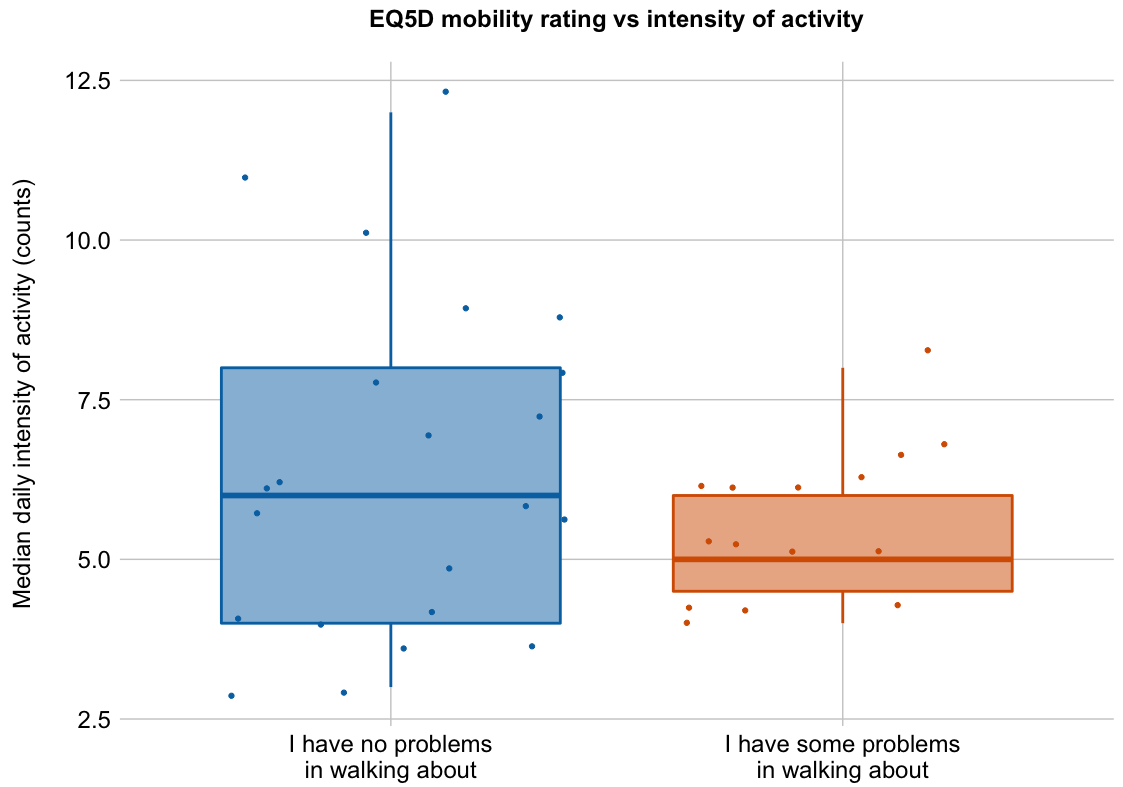 EQ5D mobility rating vs intensity of activity
Median daily intensity of activity (counts)
12.5
10.0
7.5
5.0
2.5
I have no problems
in walking about
I have some problems
in walking about